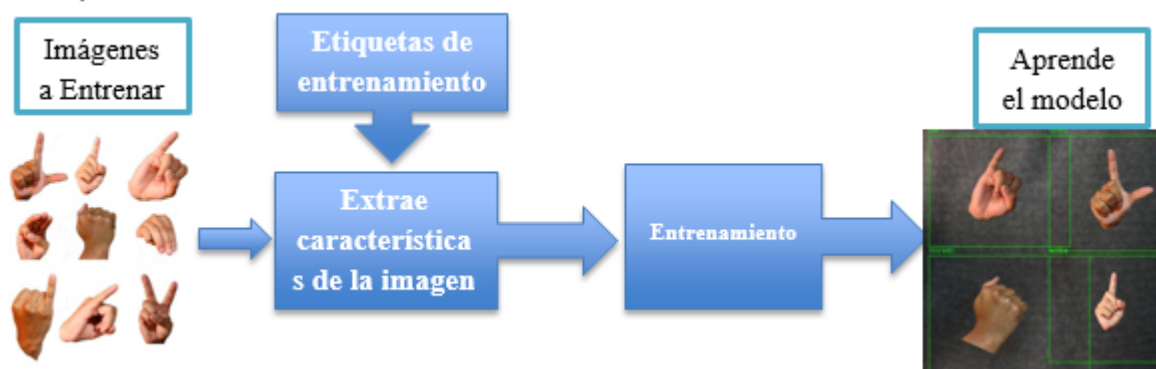 Imágenes
a Entrenar
Etiquetas de
entrenamiento
Extrae
característica
s de la imagen
Entrenamiento
Aprende
el modelo